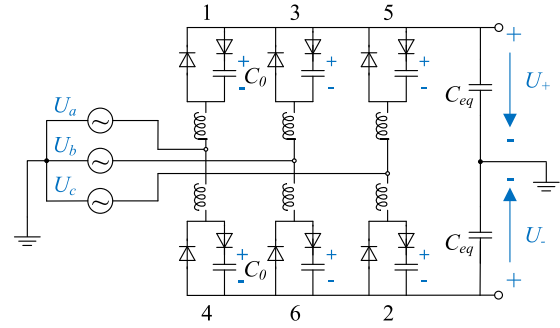 1 3 5
+ + +
C0
- - -
Ceq
U+
-
Ua
Ub
Uc
-
Ceq
U-
+ + +
C0
- - -
+
4 6 2